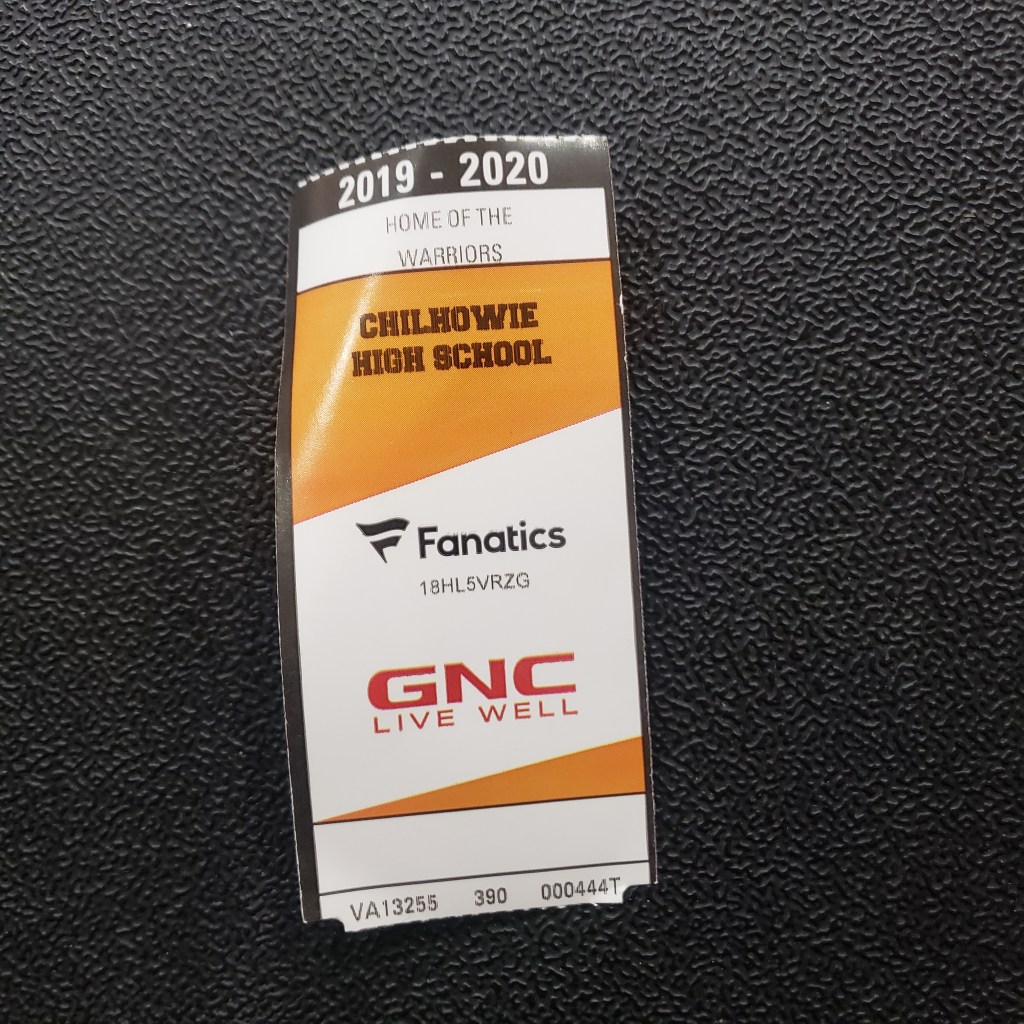 2019 - 2020
HOME OF THE
WARRIORS
CHILHOWIE
HIGH SCHOOL
Fanatics
18HL5VRZG
GNC
LIVE WELL
VA13255 390 000444T